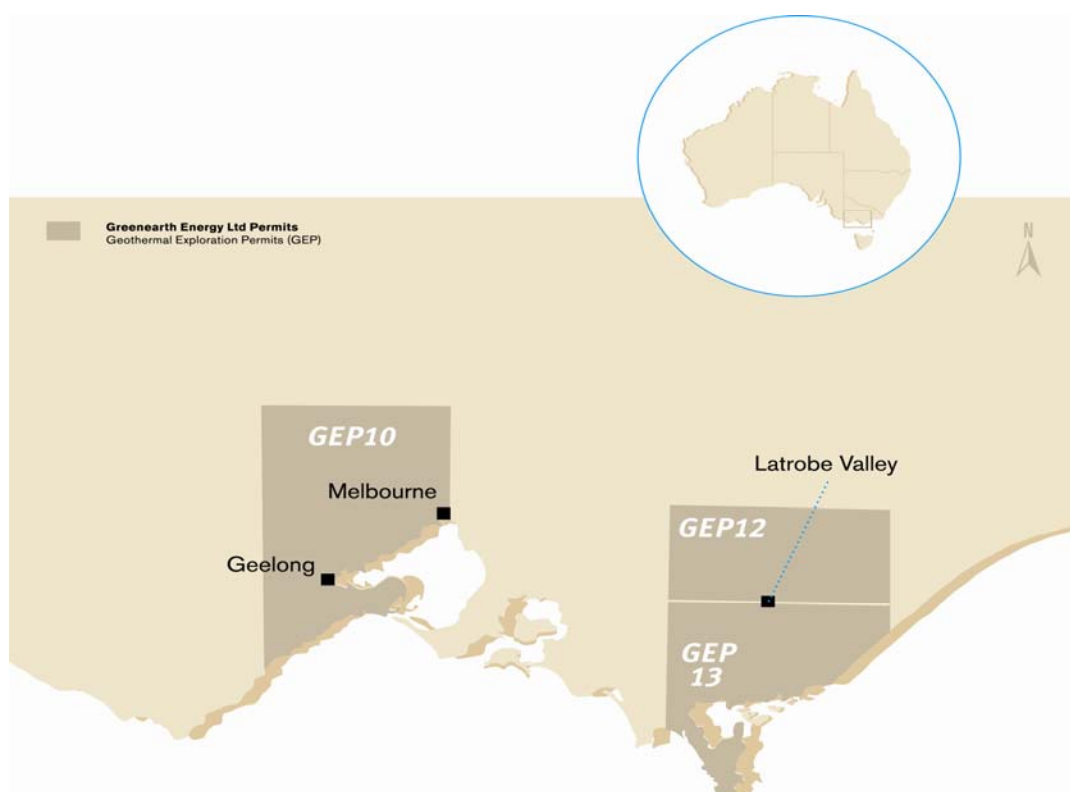 Greenearth Energy Ltd Permits
Geothermal Exploration Permits (GEP)
N
GEP10
Melbourne
Geelong
Latrobe Valley
GEP12
GEP
13